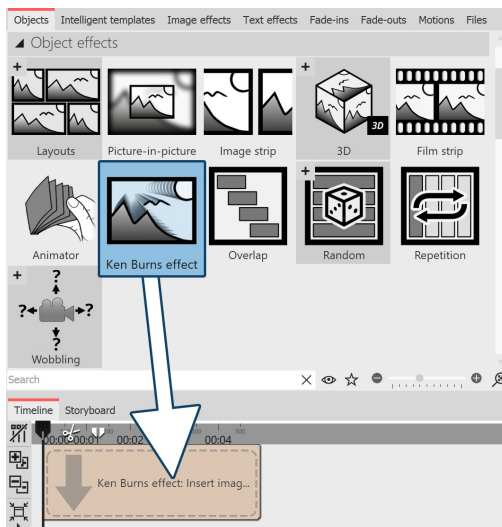 Objects Intelligent templates Image effects Text effects Fade-ins Fade-outs Motions Files
Object effects
+ +
3D
Layouts Picture-in-picture Image strip 3D Film strip
+
Animator Ken Burns effect Overlap Random Repetition
+ ?
? ?
?
Wobbling
Search
Timeline Storyboard
00:02 00:04
500
Ken Burns effect: Insert imag...